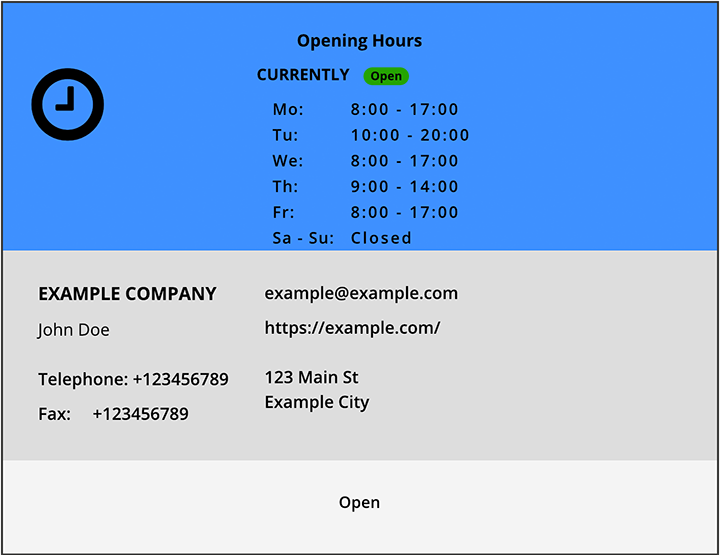 Opening Hours
CURRENTLY Open
Mo: 8:00 - 17:00
Tu: 10:00 - 20:00
We: 8:00 - 17:00
Th: 9:00 - 14:00
Fr: 8:00 - 17:00
Sa - Su: Closed
EXAMPLE COMPANY
John Doe
Telephone: +123456789
Fax: +123456789
example@example.com
https://example.com/
123 Main St
Example City
Open